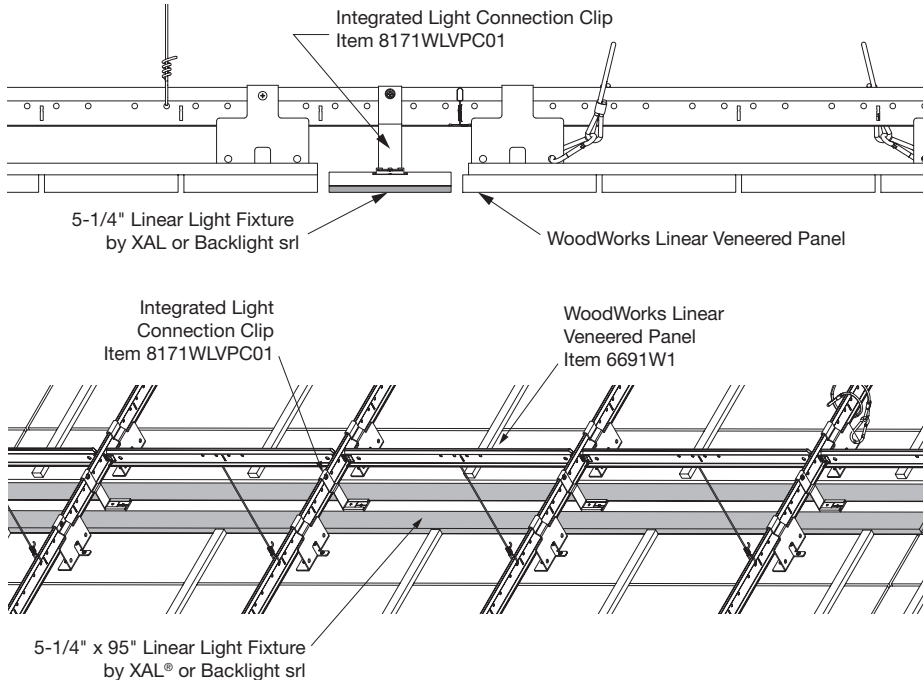 Integrated Light Connection Clip
Item 8171WLVPC01
5-1/4" Linear Light Fixture
by XAL or Backlight srl
WoodWorks Linear Veneered Panel
Integrated Light
Connection Clip
Item 8171WLVPC01
WoodWorks Linear
Veneered Panel
Item 6691W1
5-1/4" x 95" Linear Light Fixture
by XAL® or Backlight srl